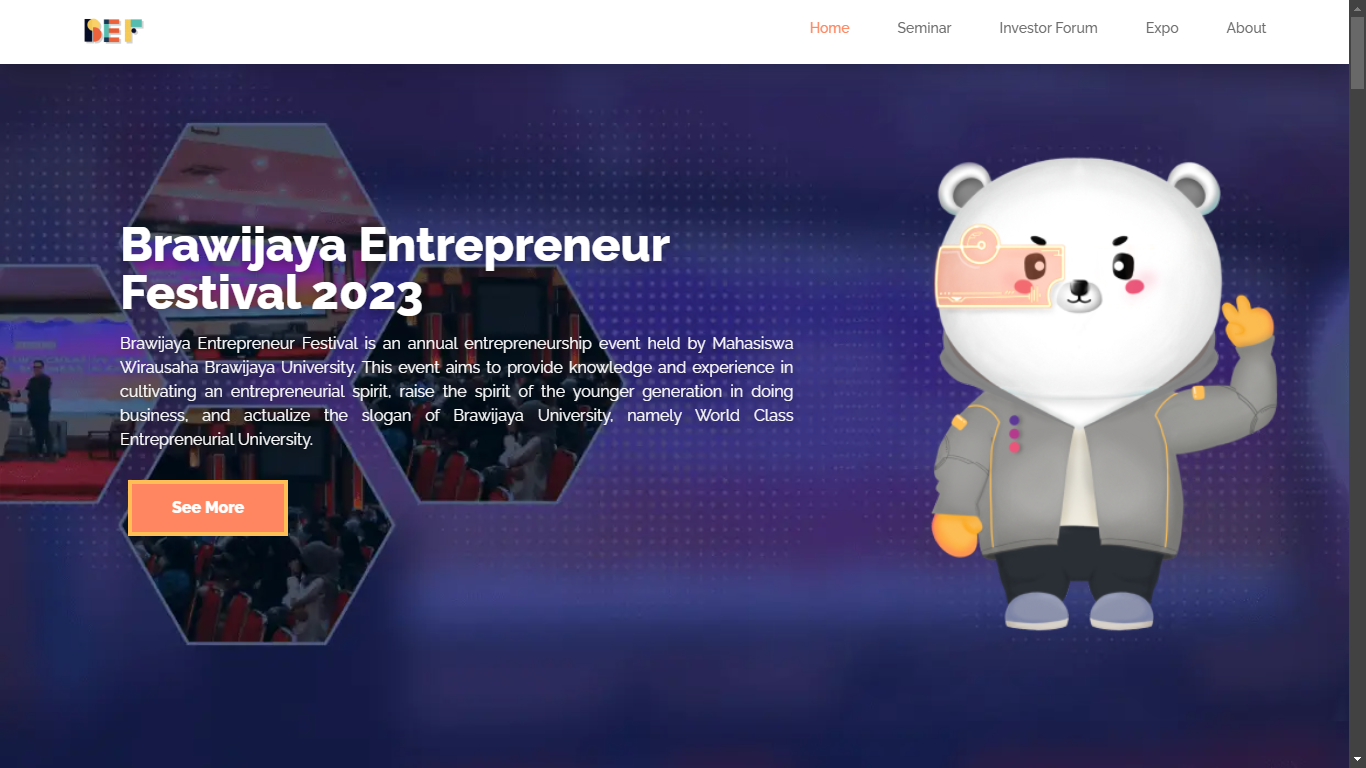 BEF
Home
Seminar
Investor Forum
Expo
About
Brawijaya Entrepreneur
Festival 2023
Brawijaya Entrepreneur Festival is an annual entrepreneurship event held by Mahasiswa
Wirausaha Brawijaya University. This event aims to provide knowledge and experience in
cultivating an entrepreneurial spirit, raise the spirit of the younger generation in doing
business, and actualize the slogan of Brawijaya University, namely World Class
Entrepreneurial University.
See More